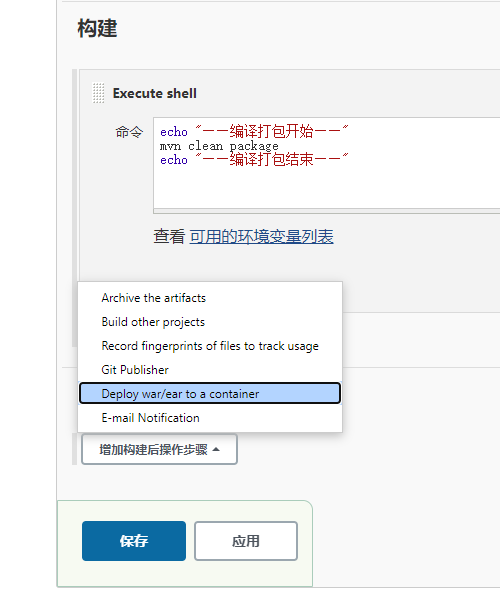 构建
Execute shell
命令
echo "——编译打包开始——"
mvn clean package
echo "——编译打包结束——"
查看 可用的环境变量列表
Archive the artifacts
Build other projects
Record fingerprints of files to track usage
Git Publisher
Deploy war/ear to a container
E-mail Notification
增加构建后操作步骤
保存
应用